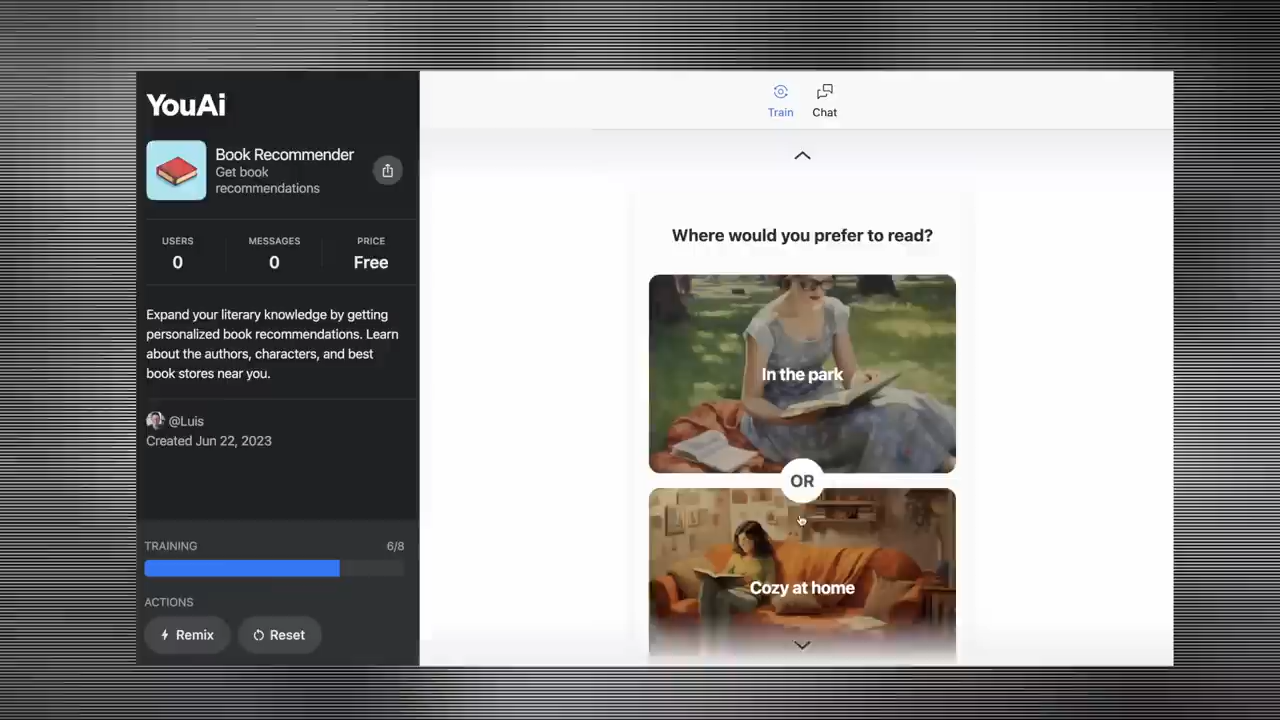 YouAi
Train
Chat
Book Recommender
Get book
recommendations
USERS
MESSAGES
PRICE
0
0
Free
Expand your literary knowledge by getting
personalized book recommendations. Learn
about the authors, characters, and best
book stores near you.
@Luis
Created Jun 22, 2023
TRAINING
6/8
ACTIONS
Remix
Reset
Where would you prefer to read?
In the park
OR
Cozy at home